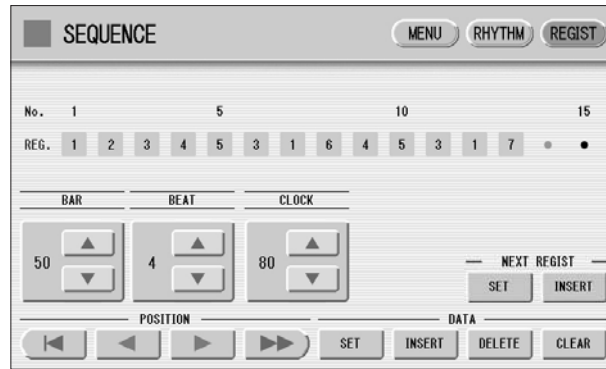 SEQUENCE MENU RHYTHM REGIST
No. 1 5 10 15
REG. 1 2 3 4 5 3 1 6 4 5 3 1 7
BAR BEAT CLOCK
50 4 80
NEXT REGIST
SET INSERT
POSITION DATA
SET INSERT DELETE CLEAR